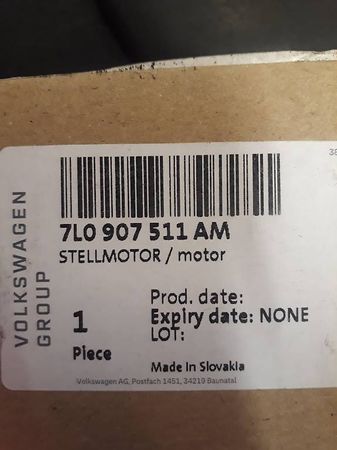 VOLKSWAGEN
GROUP
7L0 907 511 AM
STELLMOTOR / motor
Prod. date:
1 Expiry date: NONE
LOT:
Piece
Made in Slovakia
Volkswagen AG, Postfach 1451, 34219 Baunatal